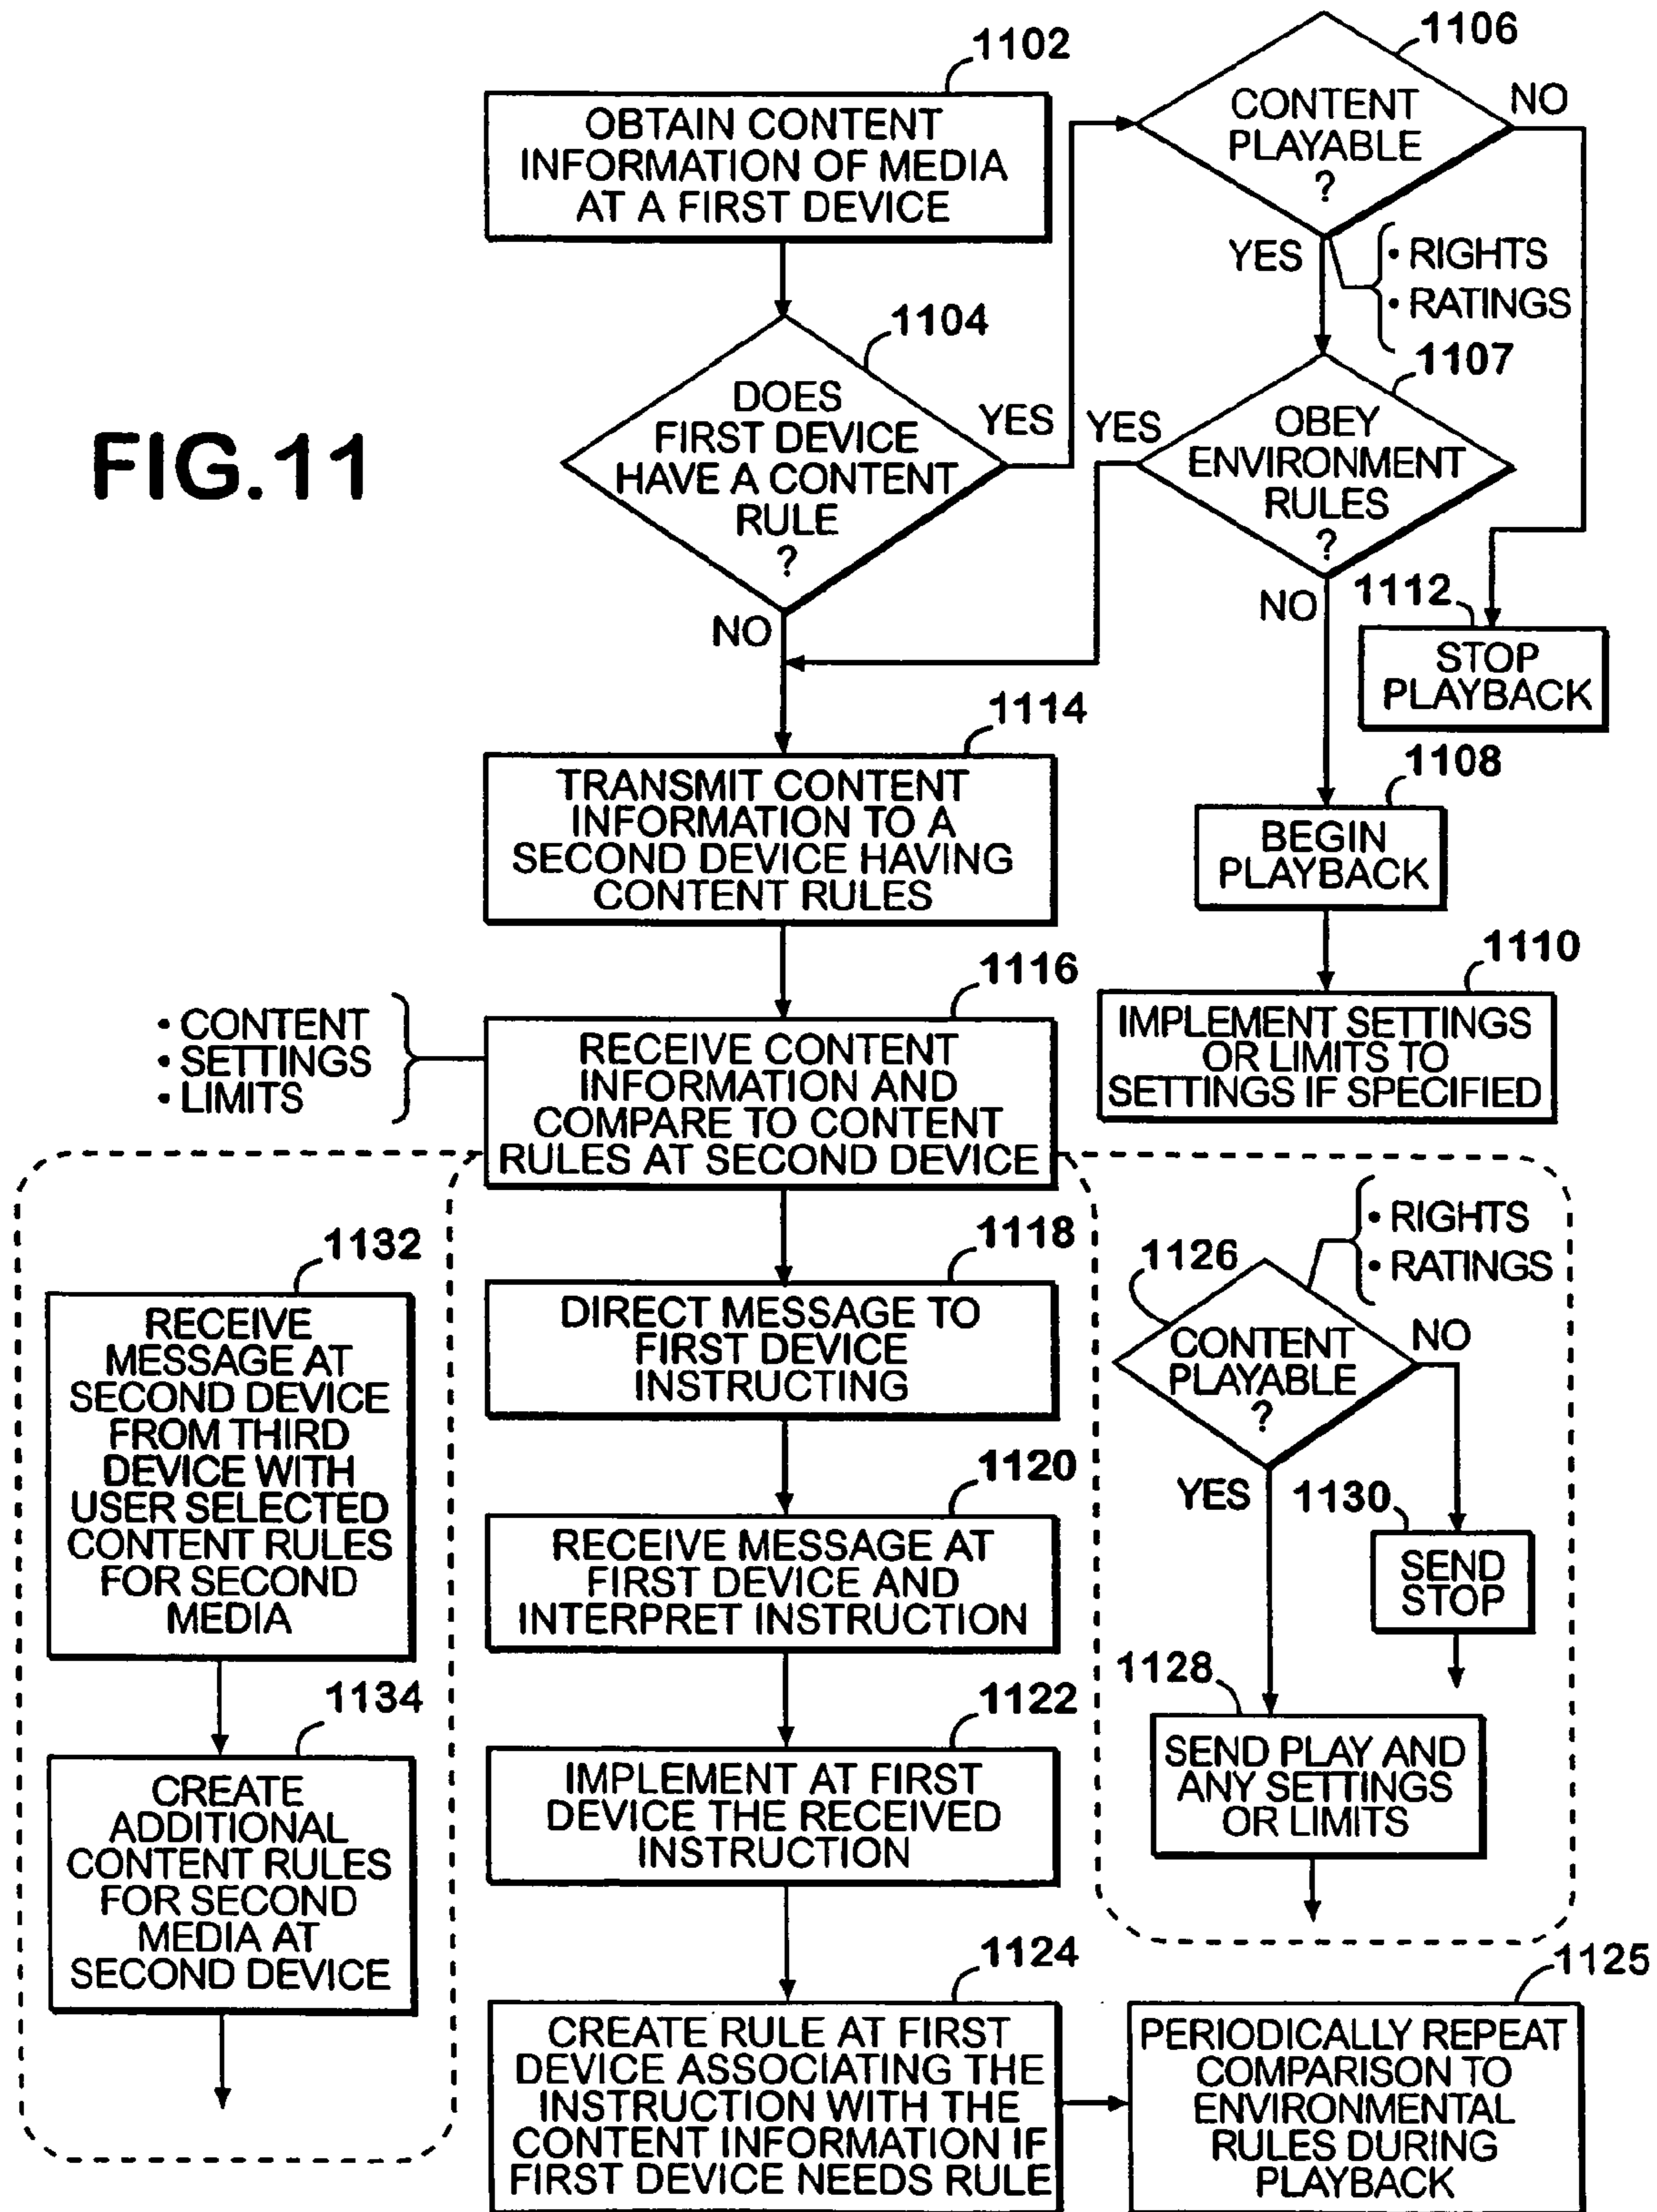 FIG.11
1102
OBTAIN CONTENT
INFORMATION OF MEDIA
AT A FIRST DEVICE
1104
DOES
FIRST DEVICE
HAVE A CONTENT
RULE
?
YES
NO
1106
CONTENT
PLAYABLE
?
NO
YES
• RIGHTS
• RATINGS
1107
OBEY
ENVIRONMENT
RULES
?
YES
NO
1112
STOP
PLAYBACK
1108
BEGIN
PLAYBACK
1110
IMPLEMENT SETTINGS
OR LIMITS TO
SETTINGS IF SPECIFIED
1114
TRANSMIT CONTENT
INFORMATION TO A
SECOND DEVICE HAVING
CONTENT RULES
1116
• CONTENT
• SETTINGS
• LIMITS
RECEIVE CONTENT
INFORMATION AND
COMPARE TO CONTENT
RULES AT SECOND DEVICE
1118
DIRECT MESSAGE TO
FIRST DEVICE
INSTRUCTING
1120
RECEIVE MESSAGE AT
FIRST DEVICE AND
INTERPRET INSTRUCTION
1122
IMPLEMENT AT FIRST
DEVICE THE RECEIVED
INSTRUCTION
1124
CREATE RULE AT FIRST
DEVICE ASSOCIATING THE
INSTRUCTION WITH THE
CONTENT INFORMATION IF
FIRST DEVICE NEEDS RULE
1125
PERIODICALLY REPEAT
COMPARISON TO
ENVIRONMENTAL
RULES DURING
PLAYBACK
1126
CONTENT
PLAYABLE
?
• RIGHTS
• RATINGS
NO
YES
1130
SEND
STOP
1128
SEND PLAY AND
ANY SETTINGS
OR LIMITS
1132
RECEIVE
MESSAGE AT
SECOND DEVICE
FROM THIRD
DEVICE WITH
USER SELECTED
CONTENT RULES
FOR SECOND
MEDIA
1134
CREATE
ADDITIONAL
CONTENT RULES
FOR SECOND
MEDIA AT
SECOND DEVICE